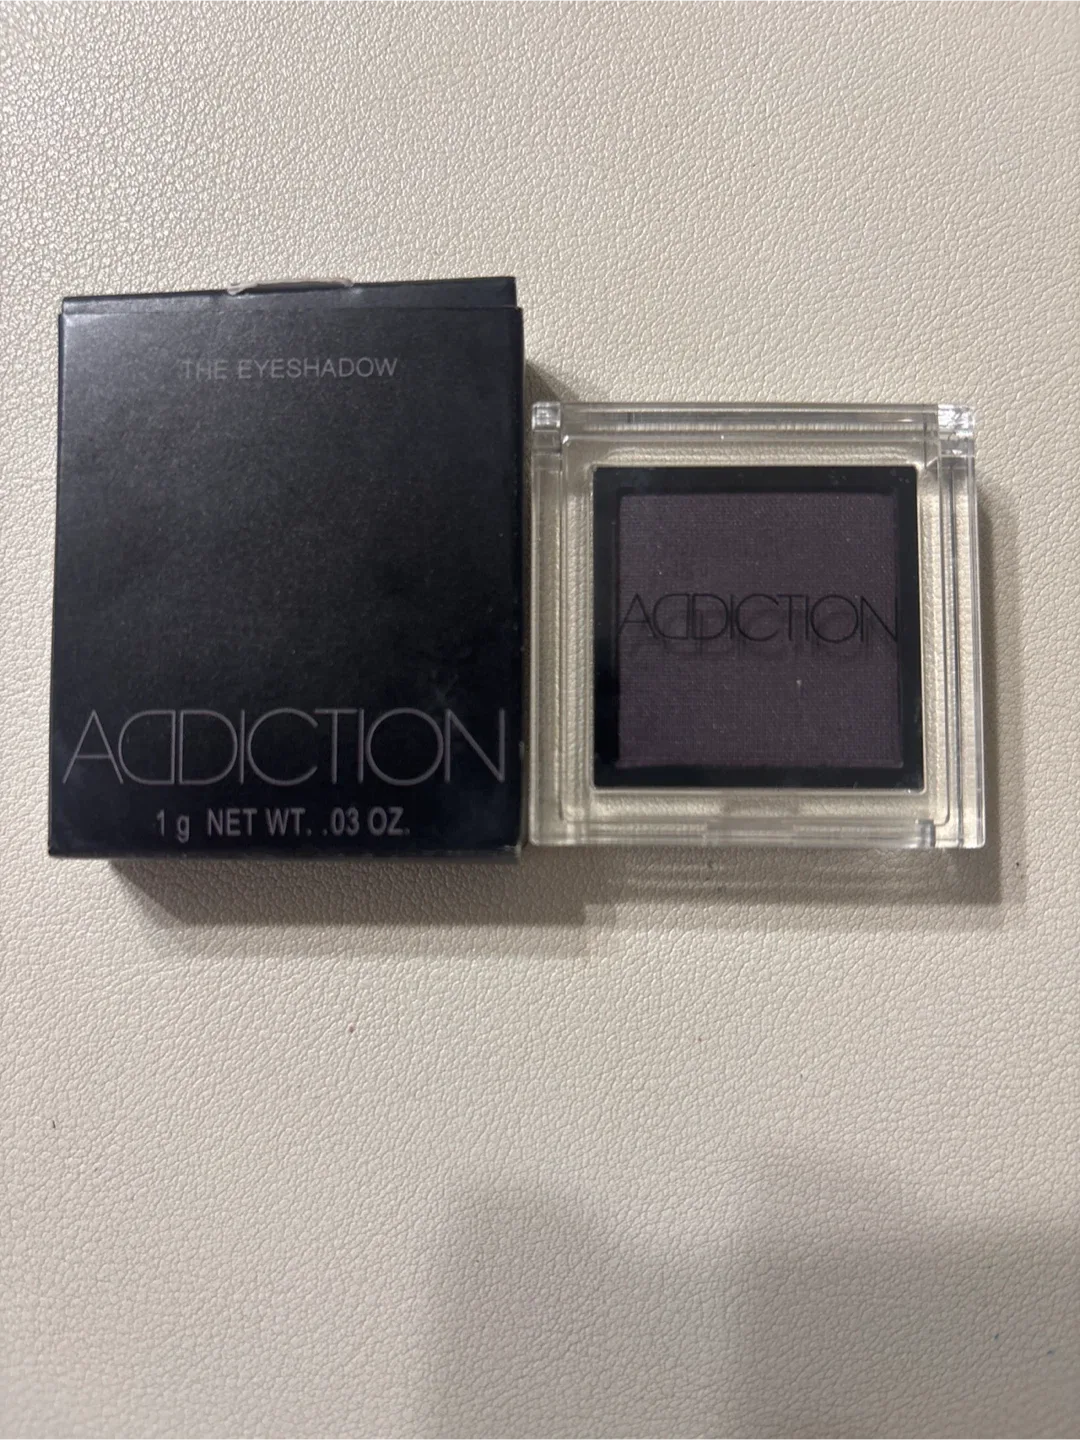 THE EYESHADOW
ADDICTION
1 g NET WT. .03 OZ.
ADDICTION